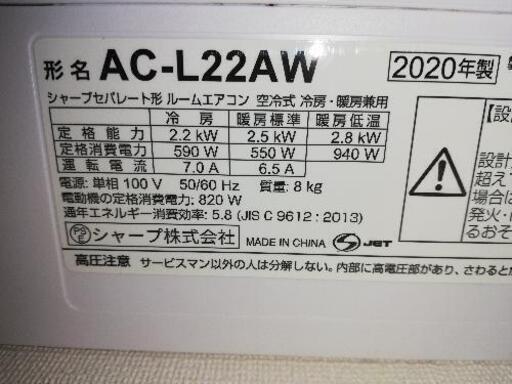 形名 AC-L22AW 2020年製
シャープセパレート形 ルームエアコン 空冷式 冷房・暖房兼用
冷房 暖房標準 暖房低温
定格能力 2.2 kW 2.5 kW 2.8 kW
定格消費電力 590 W 550 W 940 W
運転電流 7.0 A 6.5 A
電源: 単相 100 V 50/60 Hz 質量: 8 kg
電動機の定格消費電力: 820 W
通年エネルギー消費効率: 5.8 (JIS C 9612 : 2013)
PSE シャープ株式会社 MADE IN CHINA S JET
高圧注意 サービスマン以外の人は分解しない。内部に高電圧部があり、さわると
【設
設計
超えて
場合は
発火・
るおそ